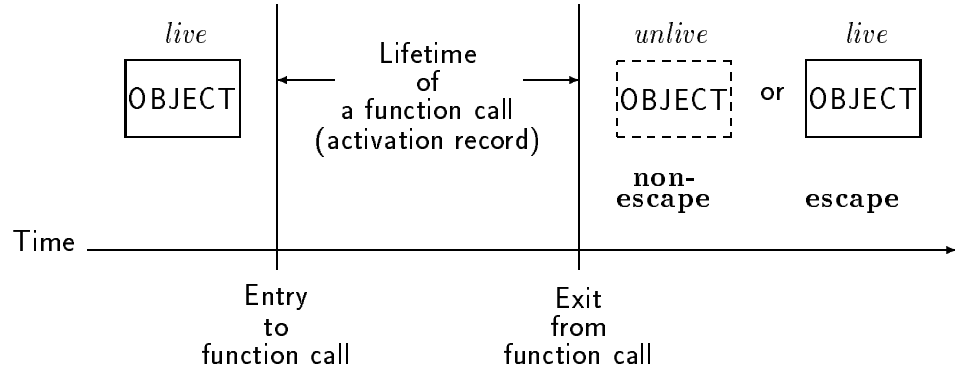 live
OBJECT
Lifetime
of
a function call
(activation record)
unlive
OBJECT
or
live
OBJECT
non-
escape
escape
Time
Entry
to
function call
Exit
from
function call